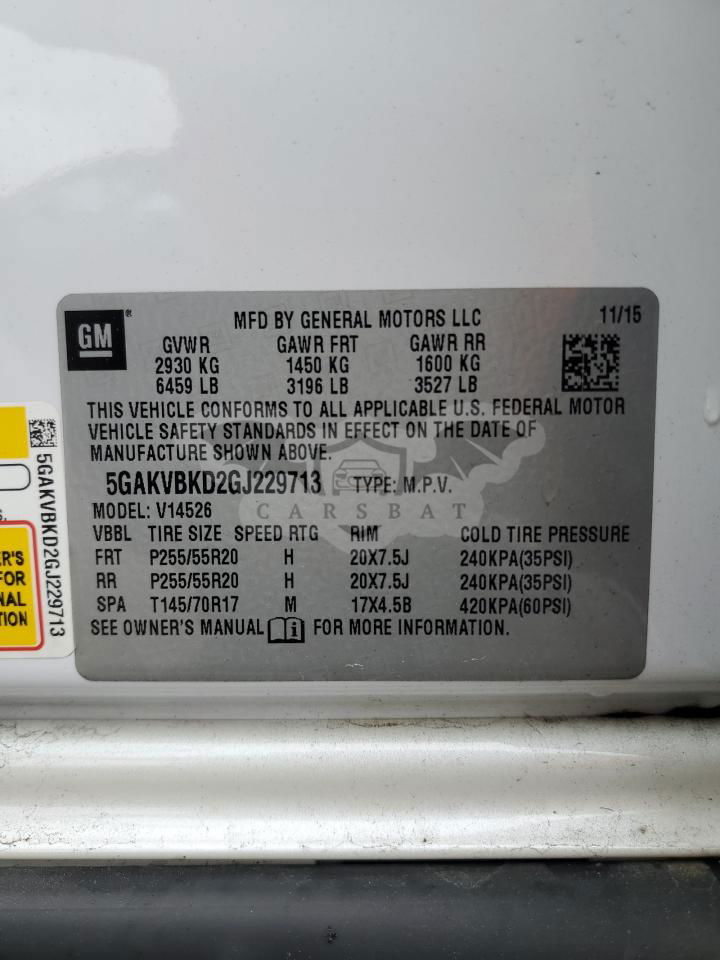 GM
®
MFD BY GENERAL MOTORS LLC
11/15
GVWR GAWR FRT GAWR RR
2930 KG 1450 KG 1600 KG
6459 LB 3196 LB 3527 LB
THIS VEHICLE CONFORMS TO ALL APPLICABLE U.S. FEDERAL MOTOR
VEHICLE SAFETY STANDARDS IN EFFECT ON THE DATE OF
MANUFACTURE SHOWN ABOVE.
5GAKVBKD2GJ229713 TYPE: M.P.V.
MODEL: V14526
CARSBAT
VBBL TIRE SIZE SPEED RTG RIM COLD TIRE PRESSURE
FRT P255/55R20 H 20X7.5J 240KPA(35PSI)
RR P255/55R20 H 20X7.5J 240KPA(35PSI)
SPA T145/70R17 M 17X4.5B 420KPA(60PSI)
SEE OWNER'S MANUAL i FOR MORE INFORMATION.
5GAKVBKD2GJ229713
S.
ER'S
FOR
NAL
TION